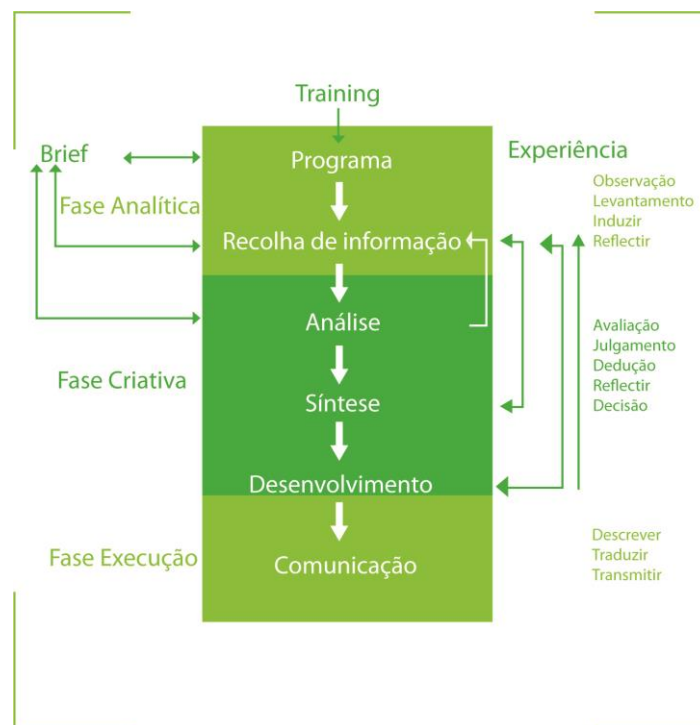 Training
Brief
Programa
Experiência
Fase Analítica
Recolha de informação
Observação
Levantamento
Induzir
Reflectir
Análise
Fase Criativa
Síntese
Desenvolvimento
Avaliação
Julgamento
Dedução
Reflectir
Decisão
Fase Execução
Comunicação
Descrever
Traduzir
Transmitir